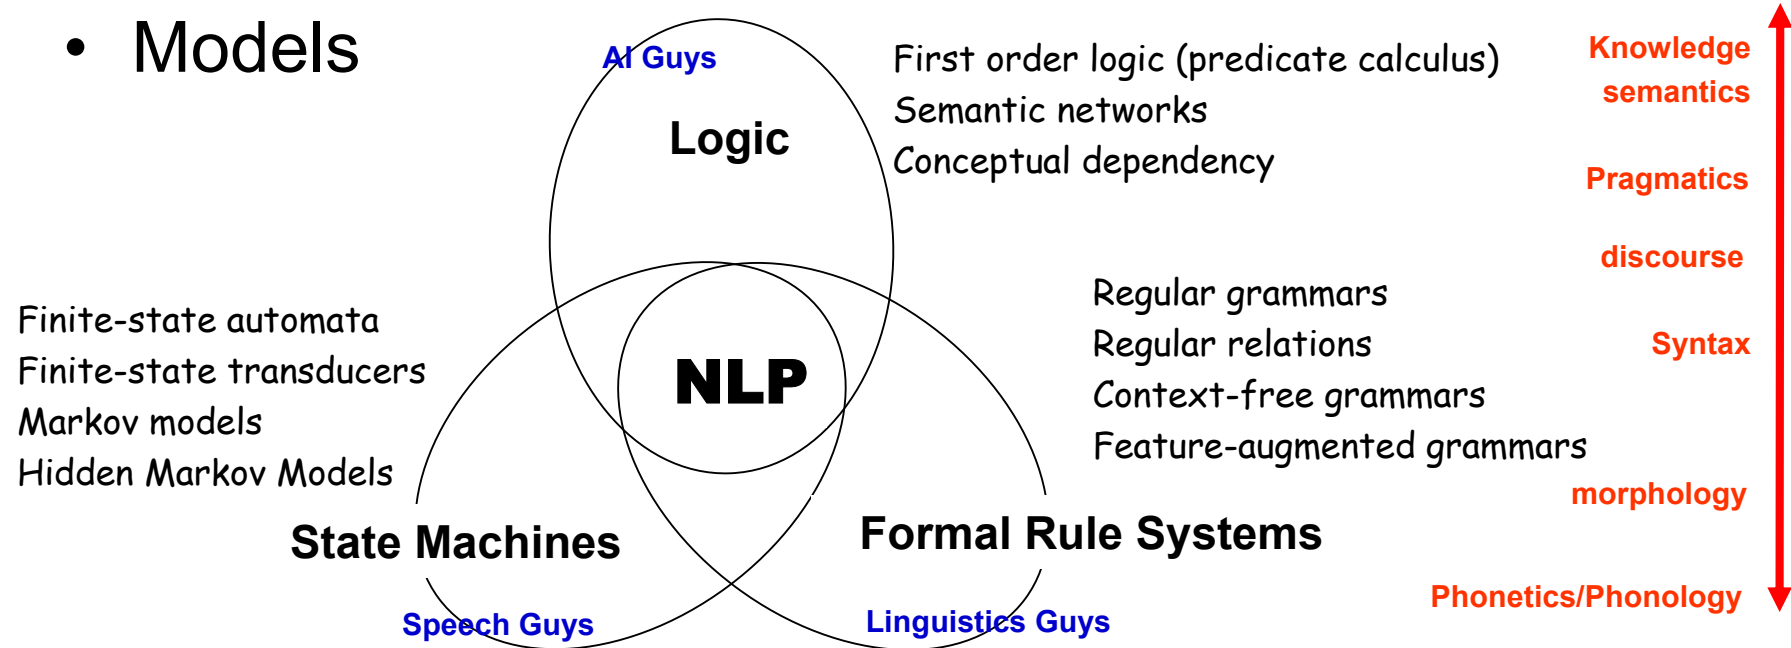 • Models
AI Guys
Logic
First order logic (predicate calculus)
Semantic networks
Conceptual dependency
Knowledge
semantics
Pragmatics
discourse
Finite-state automata
Finite-state transducers
Markov models
Hidden Markov Models
NLP
Regular grammars
Regular relations
Context-free grammars
Feature-augmented grammars
Syntax
morphology
State Machines
Formal Rule Systems
Speech Guys
Linguistics Guys
Phonetics/Phonology